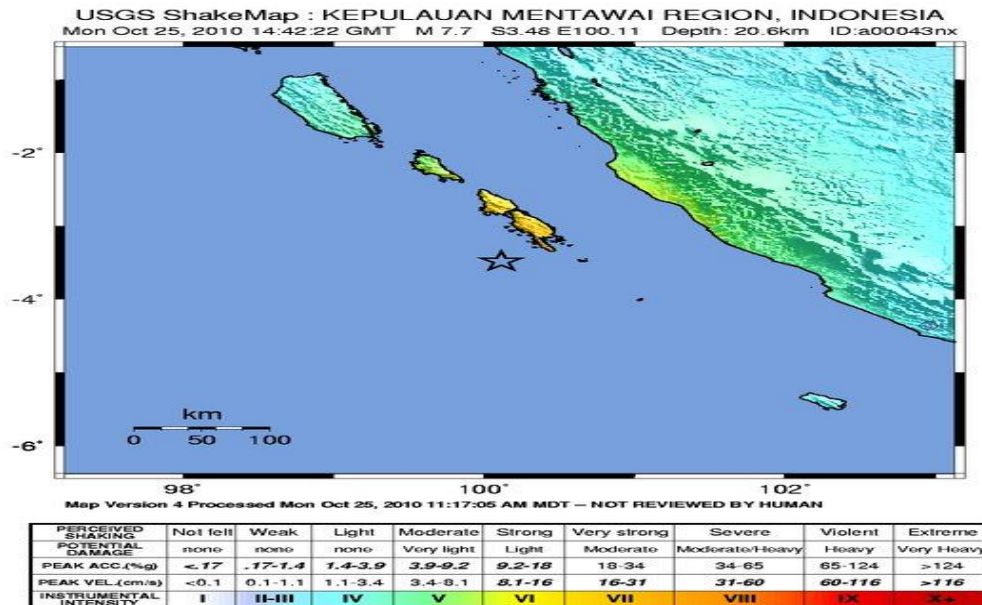 USGS ShakeMap : KEPULAUAN MENTAWAI REGION, INDONESIA
Mon Oct 25, 2010 14:42:22 GMT M 7.7 S3.48 E100.11 Depth: 20.6km ID:a00043nx
-2°
-4°
km
0 50 100
-6°
98° 100° 102°
Map Version 4 Processed Mon Oct 25, 2010 11:17:05 AM MDT – NOT REVIEWED BY HUMAN
PERCEIVED SHAKING Not felt Weak Light Moderate Strong Very strong Severe Violent Extreme
POTENTIAL DAMAGE none none none Very light Light Moderate Moderate/Heavy Heavy Very Heavy
PEAK ACC.(%g) <.17 .17-1.4 1.4-3.9 3.9-9.2 9.2-18 18-34 34-65 65-124 >124
PEAK VEL.(cm/s) <0.1 0.1-1.1 1.1-3.4 3.4-8.1 8.1-16 16-31 31-60 60-116 >116
INSTRUMENTAL INTENSITY I II-III IV V VI VII VIII IX X+